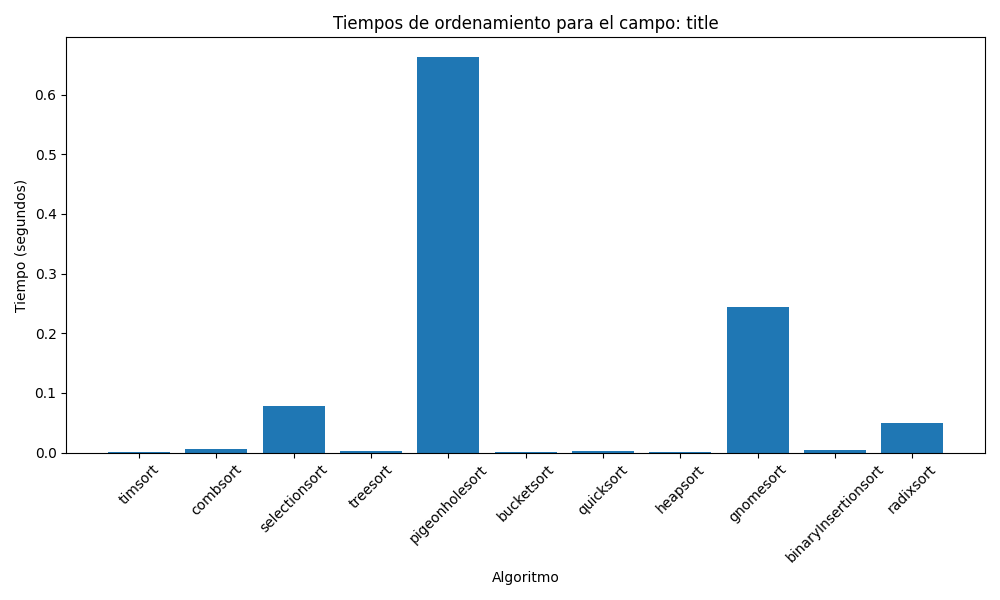 Tiempos de ordenamiento para el campo: title
Tiempo (segundos)
0.6
0.5
0.4
0.3
0.2
0.1
0.0
timsort
combsort
selectionsort
treesort
pigeonholesort
bucketsort
quicksort
heapsort
gnomesort
binaryInsertionsort
radixsort
Algoritmo